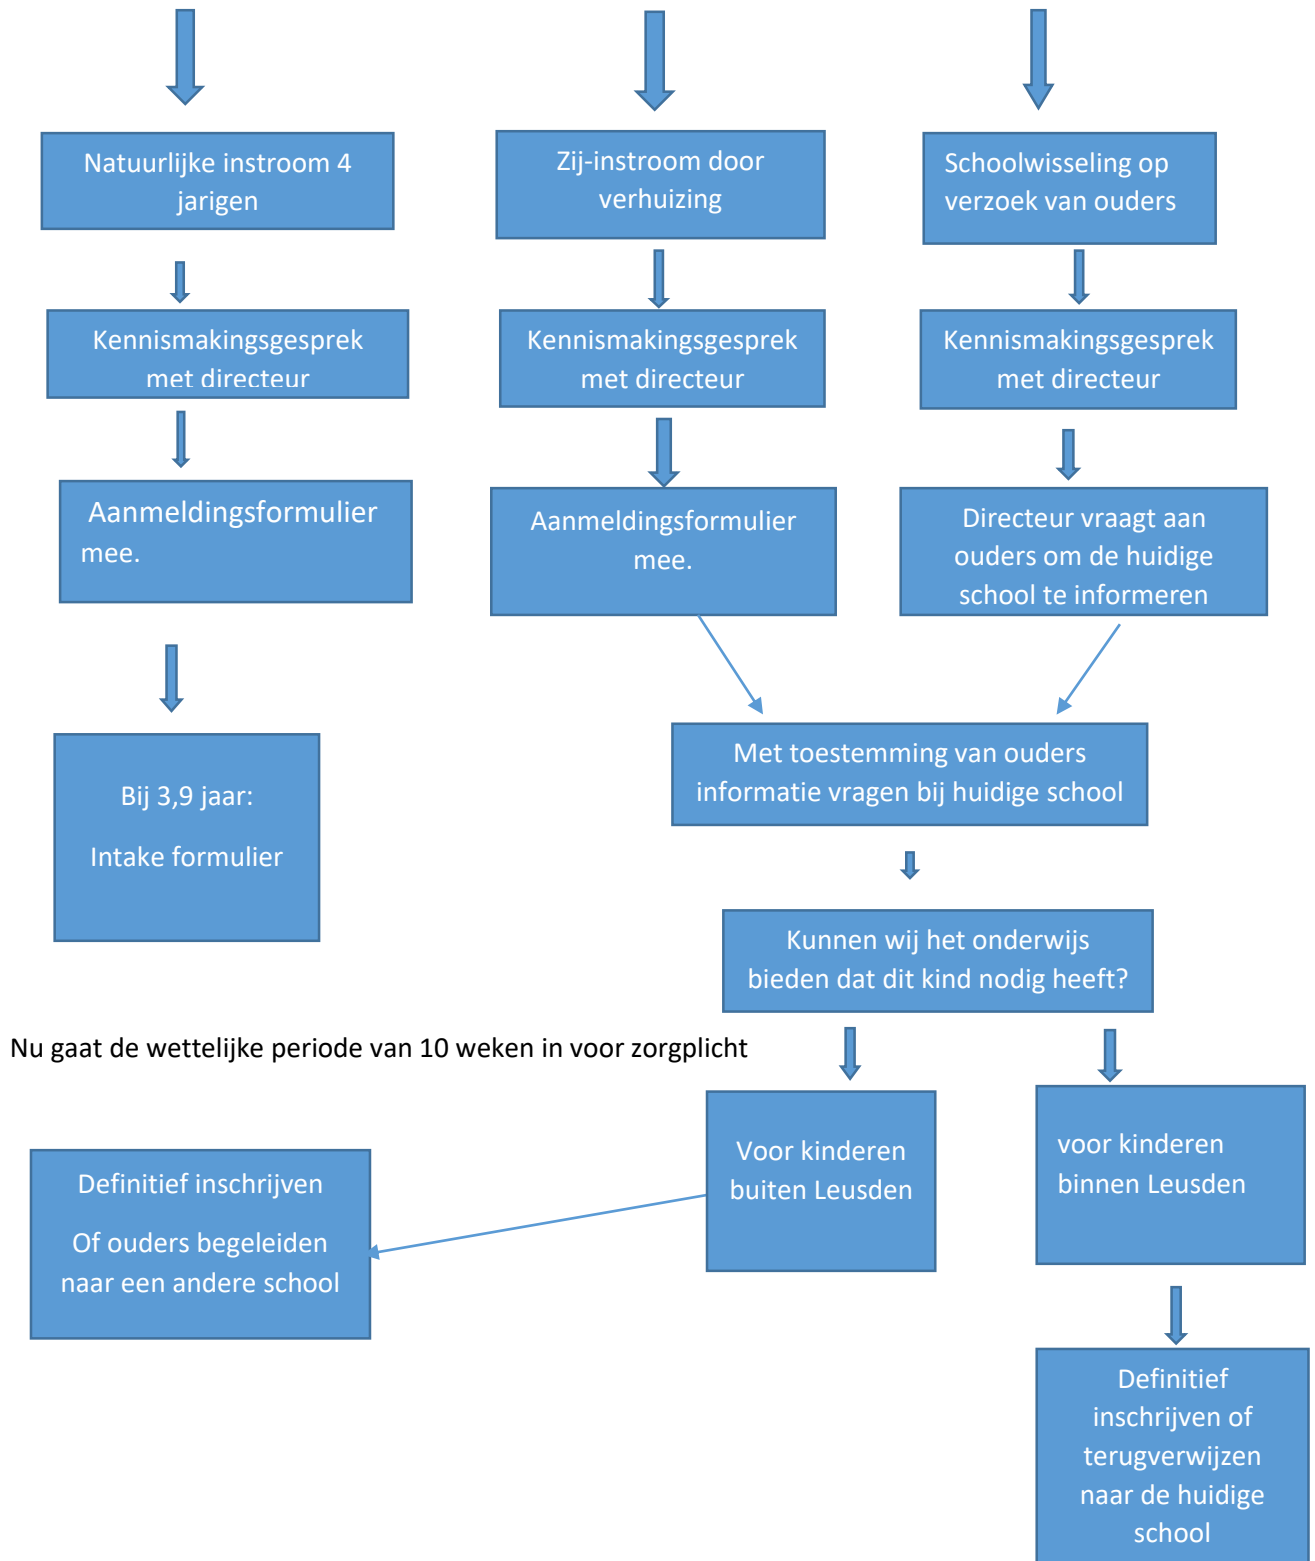 Natuurlijke instroom 4
jarigen
Zij-instroom door
verhuizing
Schoolwisseling op
verzoek van ouders
Kennismakingsgesprek
met directeur
Kennismakingsgesprek
met directeur
Kennismakingsgesprek
met directeur
Aanmeldingsformulier
mee.
Aanmeldingsformulier
mee.
Directeur vraagt aan
ouders om de huidige
school te informeren
Bij 3,9 jaar:
Intake formulier
Met toestemming van ouders
informatie vragen bij huidige school
Kunnen wij het onderwijs
bieden dat dit kind nodig heeft?
Nu gaat de wettelijke periode van 10 weken in voor zorgplicht
Definitief inschrijven
Of ouders begeleiden
naar een andere school
Voor kinderen
buiten Leusden
voor kinderen
binnen Leusden
Definitief
inschrijven of
terugverwijzen
naar de huidige
school